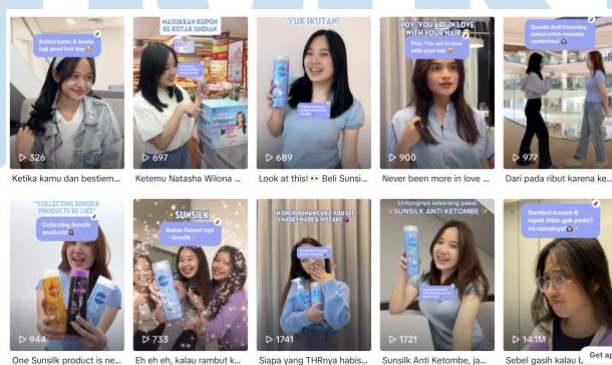 Ketika kamu & bestie
lagi good hair day
326
Ketika kamu dan bestiem...
MASUKKAN KUPON
KE KOTAK UNDIAN
697
Ketemu Natasha Wilona ...
YUK IKUTAN!
689
Look at this! •• Beli Sunsi...
POV: YOU ARE IN LOVE
WITH YOUR HAIR
Pov: You are in love
with your hair
900
Never been more in love ...
Sunsilk Anti Ketombe,
solusi untuk masalah
rambutmu!
977
Dari pada ribut karena ke...
"COLLECTING SUNSILK
PRODUCTS BE LIKE"
Collecting Sunsilk
products!
944
One Sunsilk product is ne...
SUNSILK
Bukan Sunset tapi
Sunsilk
733
Eh eh eh, kalau rambut k...
I'M ONLY HUMAN CAN'T YOU SEE
I MADE I MADE A MISTAKE
1741
Siapa yang THRnya habis...
Untungnya sekarang pakai
SUNSILK ANTI KETOMBE
1721
Sunsilk Anti Ketombe, ja...
Rambut kusam &
lepek bikin gak pede?
Ini solusinya!
14.1M
Sebel gasih kalau b
Get ap